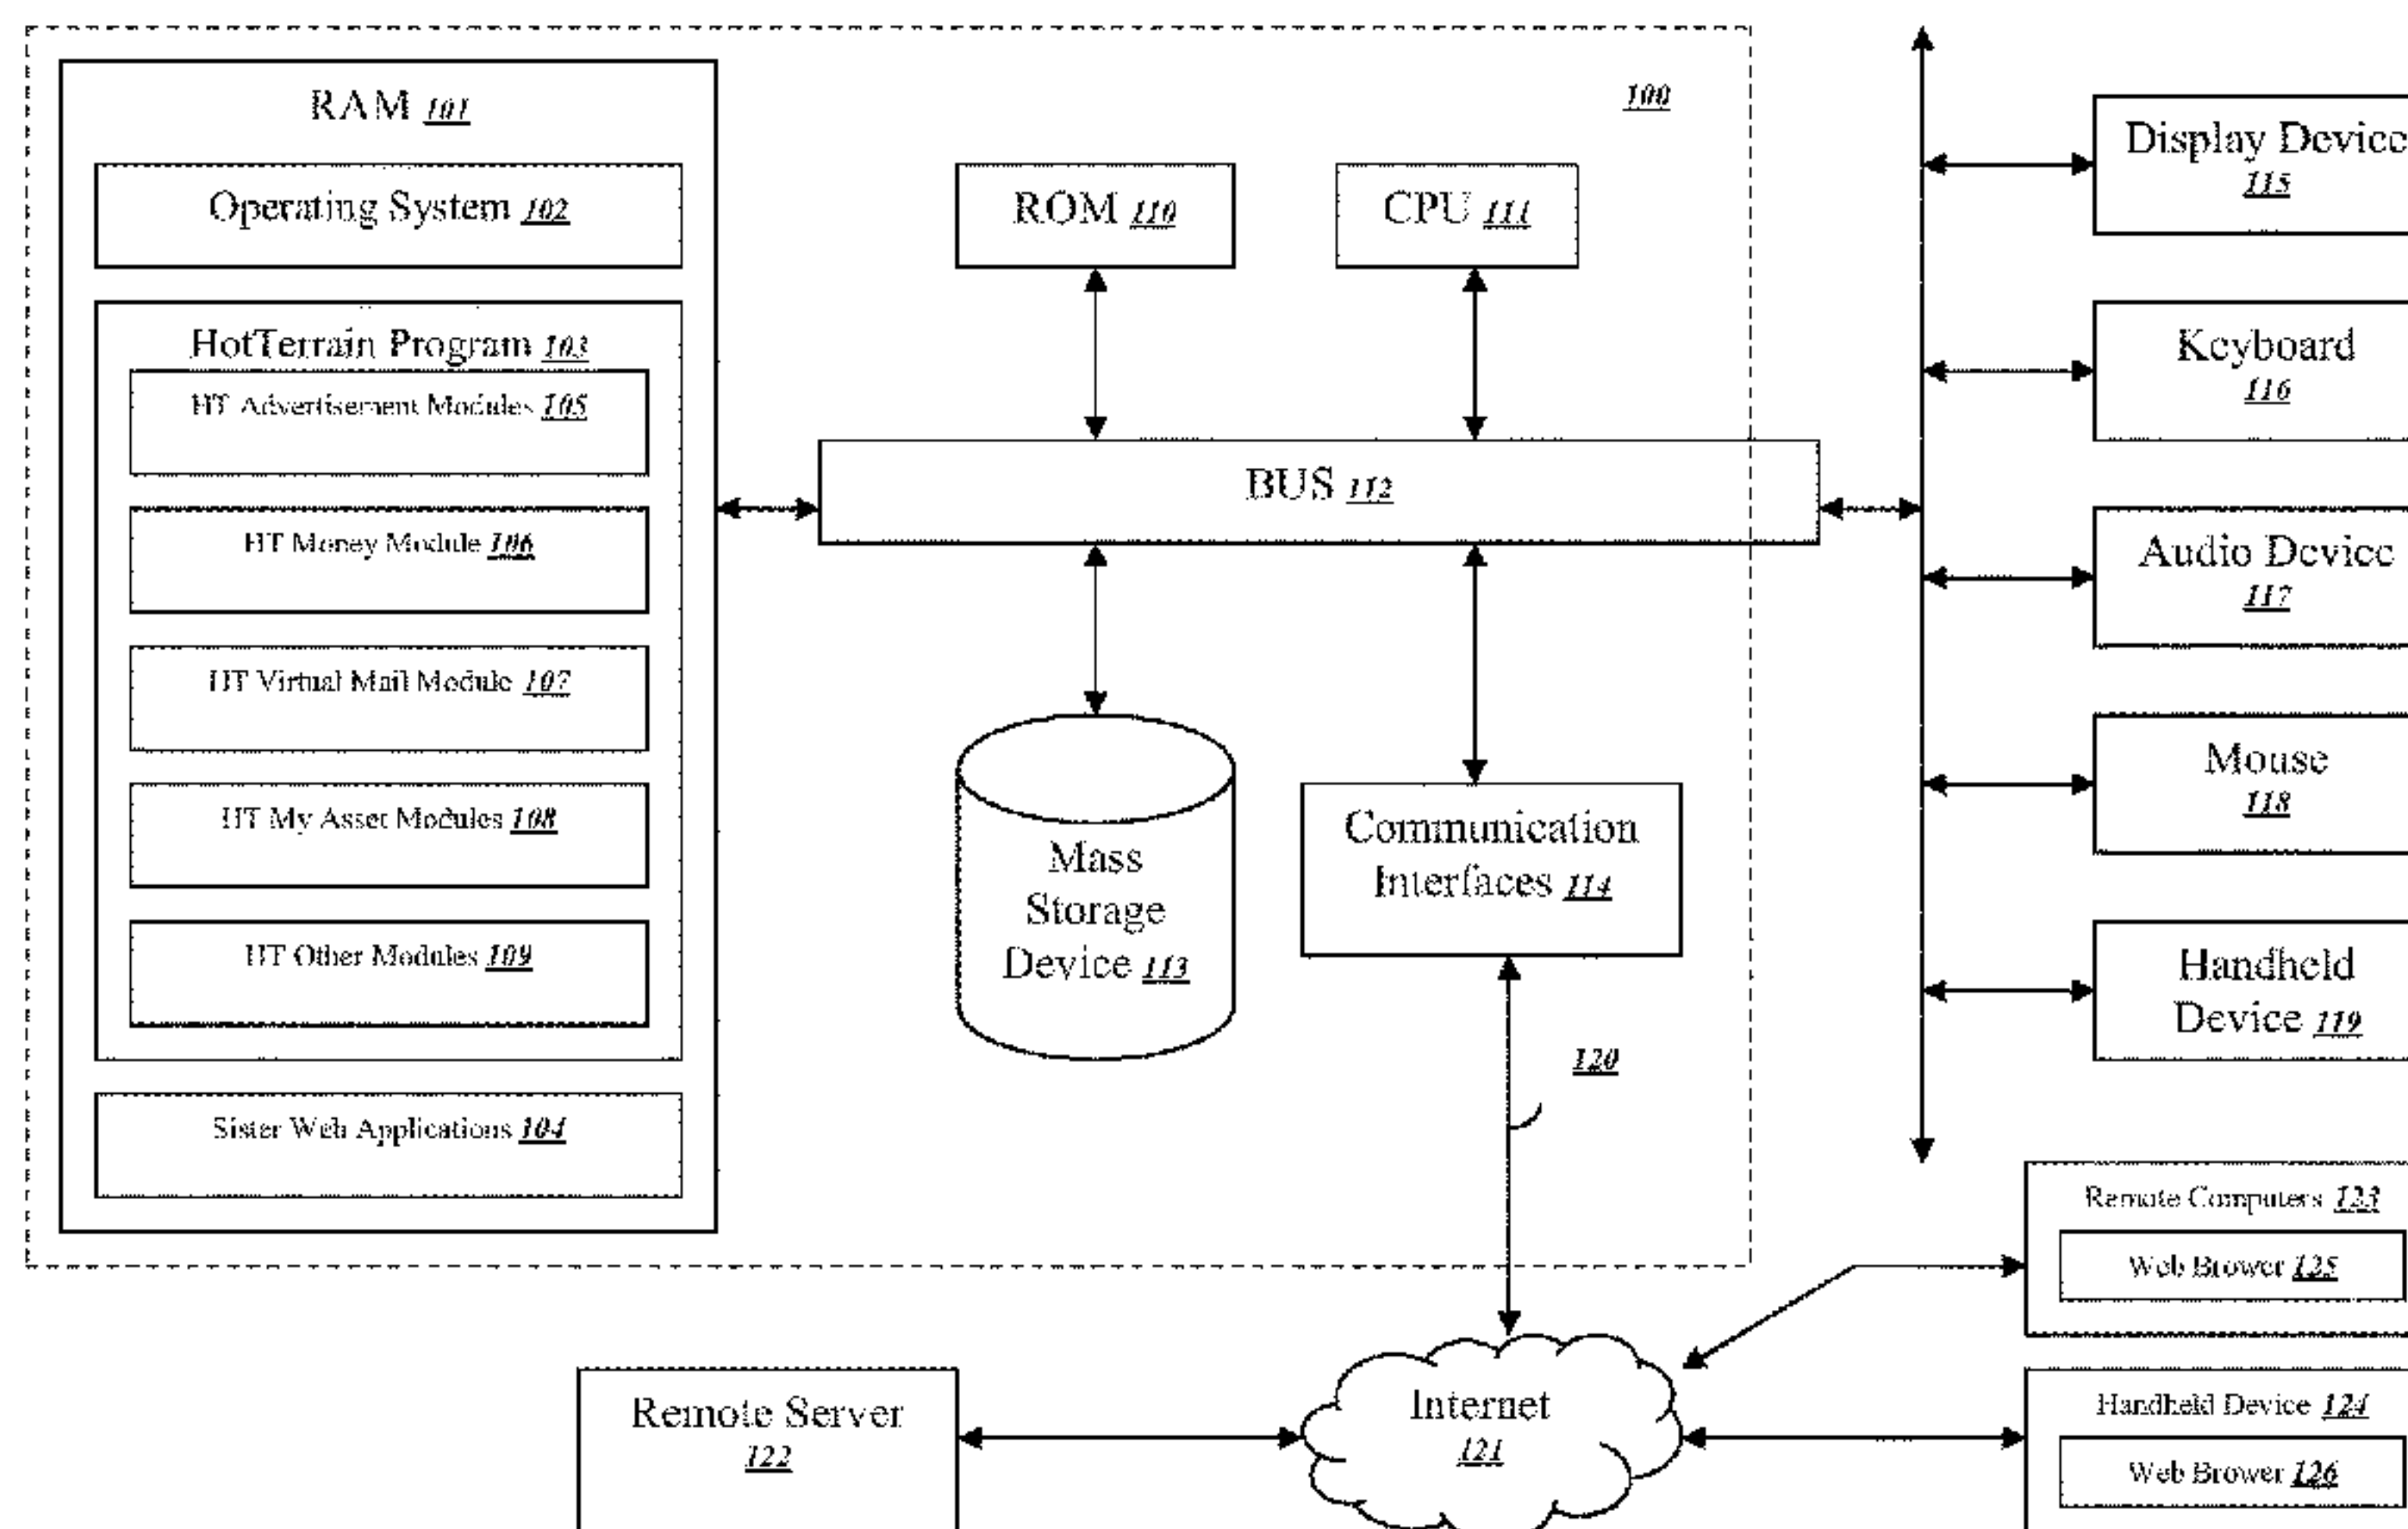 100
RAM 101
Operating System 102
HotTerrain Program 103
HT Advertisement Modules 105
HT Money Module 106
HT Virtual Mail Module 107
HT My Asset Modules 108
HT Other Modules 109
Sister Web Applications 104
ROM 110
CPU 111
BUS 112
Mass
Storage
Device 113
Communication
Interfaces 114
120
Display Device
115
Keyboard
116
Audio Device
117
Mouse
118
Handheld
Device 119
Remote Computers 123
Web Brower 125
Remote Server
122
Internet
121
Handheld Device 124
Web Brower 126